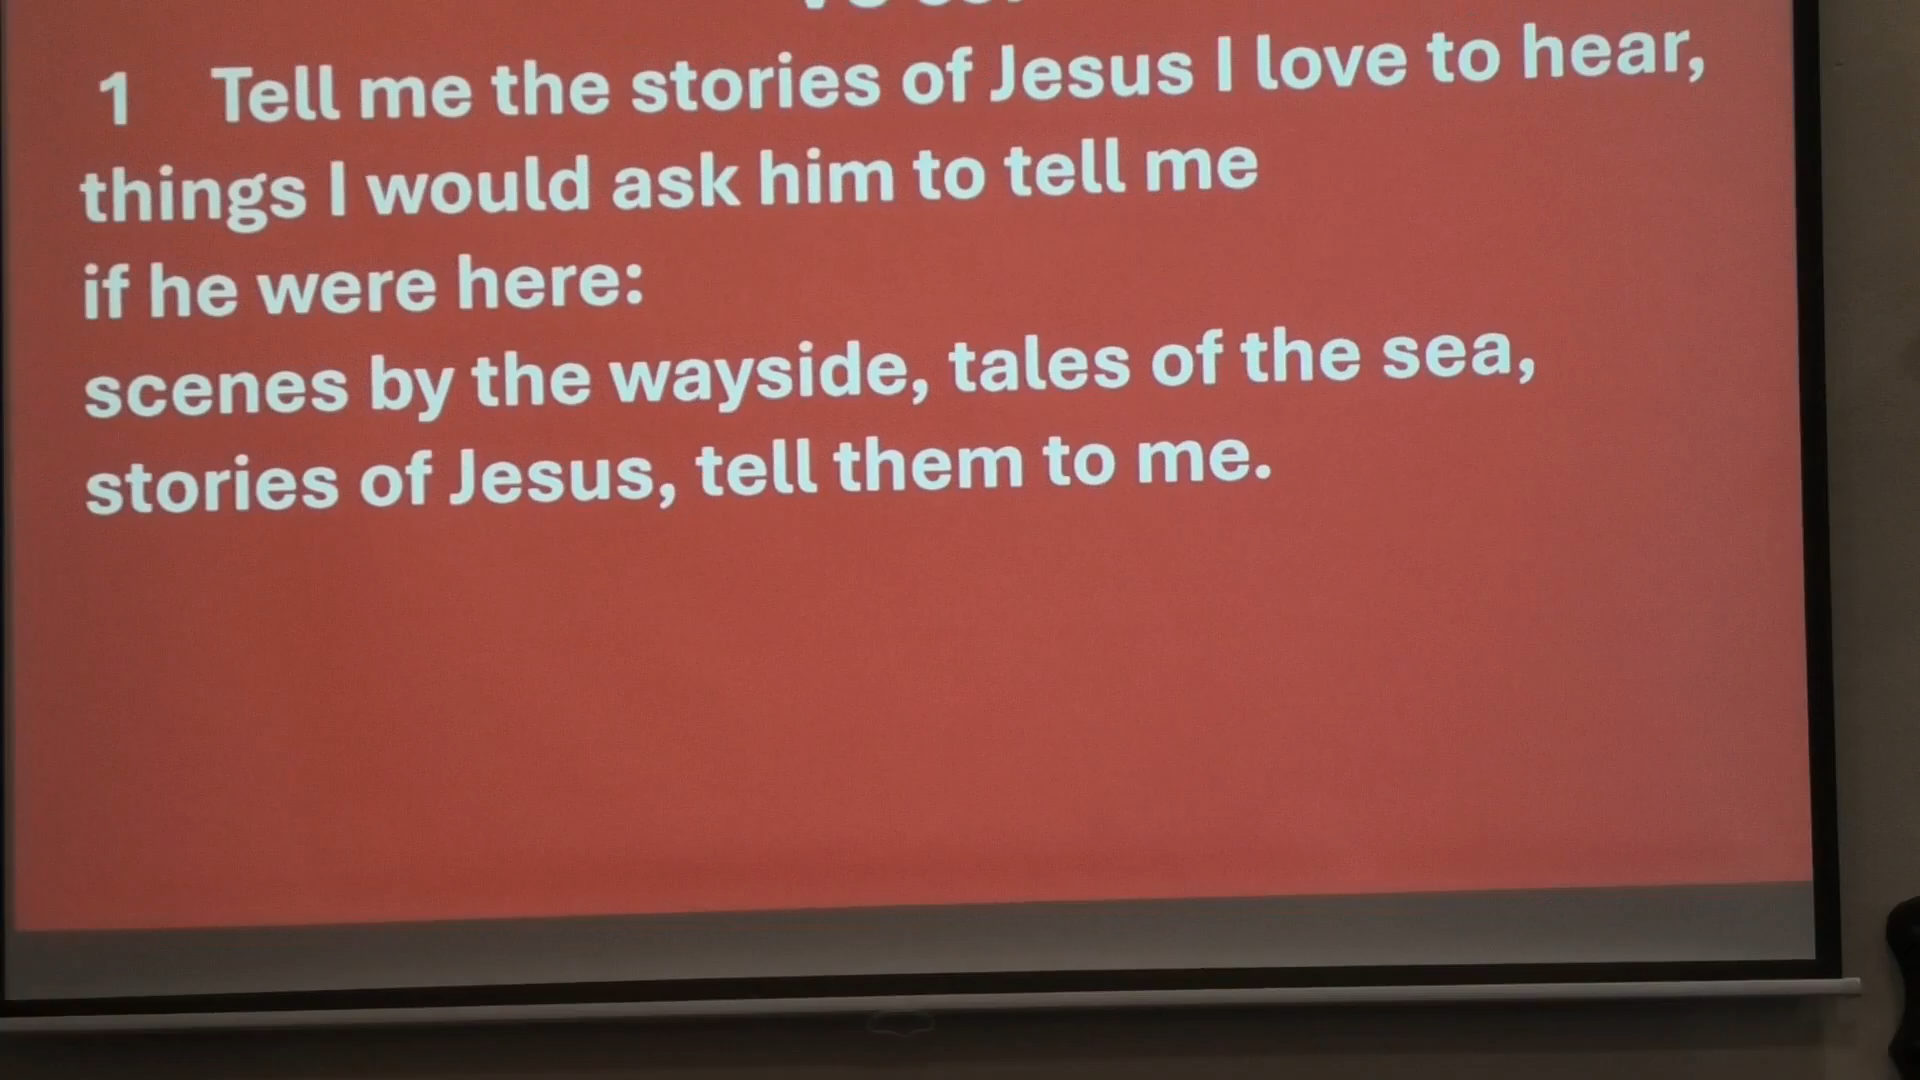 1 Tell me the stories of Jesus I love to hear,
things I would ask him to tell me
if he were here:
scenes by the wayside, tales of the sea,
stories of Jesus, tell them to me.